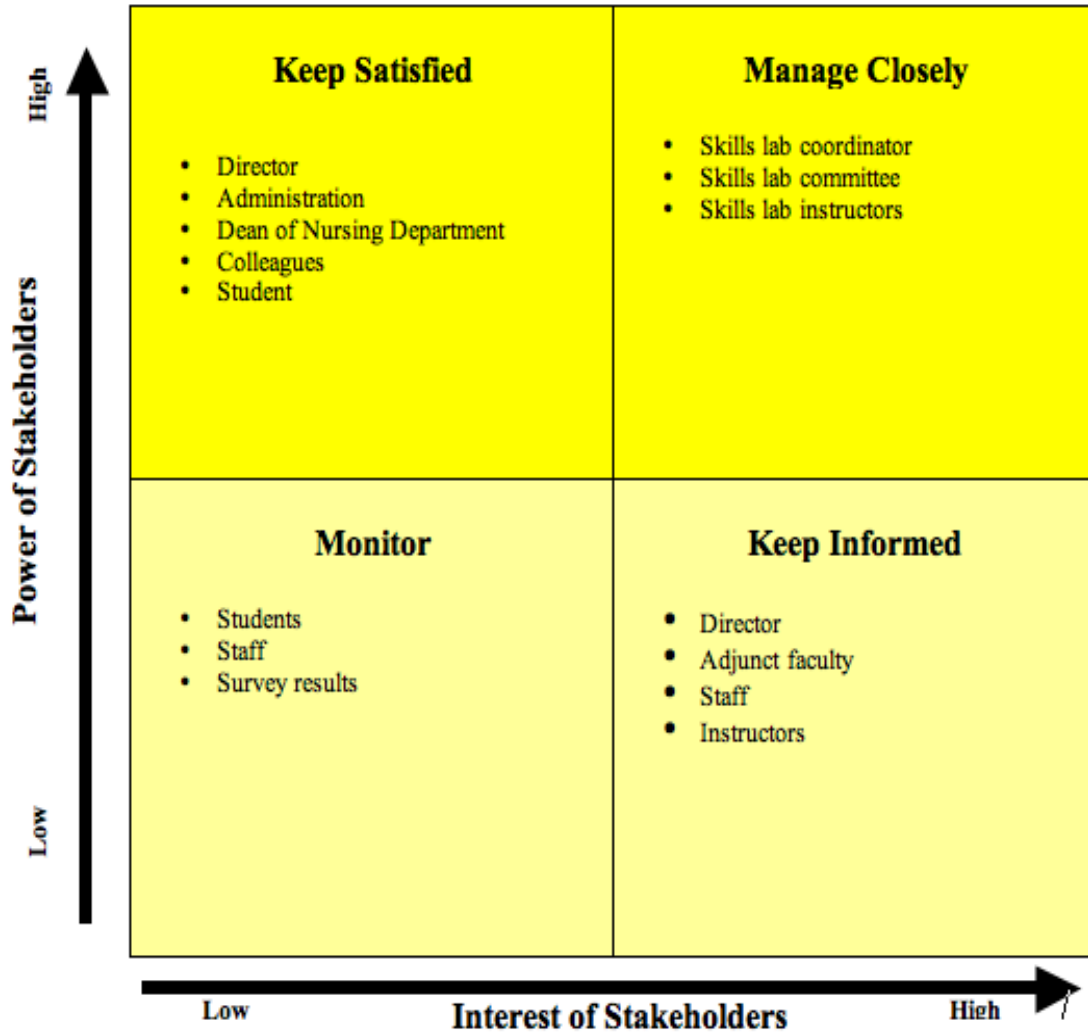 High
Power of Stakeholders
Low
Keep Satisfied
• Director
• Administration
• Dean of Nursing Department
• Colleagues
• Student
Manage Closely
• Skills lab coordinator
• Skills lab committee
• Skills lab instructors
Monitor
• Students
• Staff
• Survey results
Keep Informed
• Director
• Adjunct faculty
• Staff
• Instructors
Low
Interest of Stakeholders
High